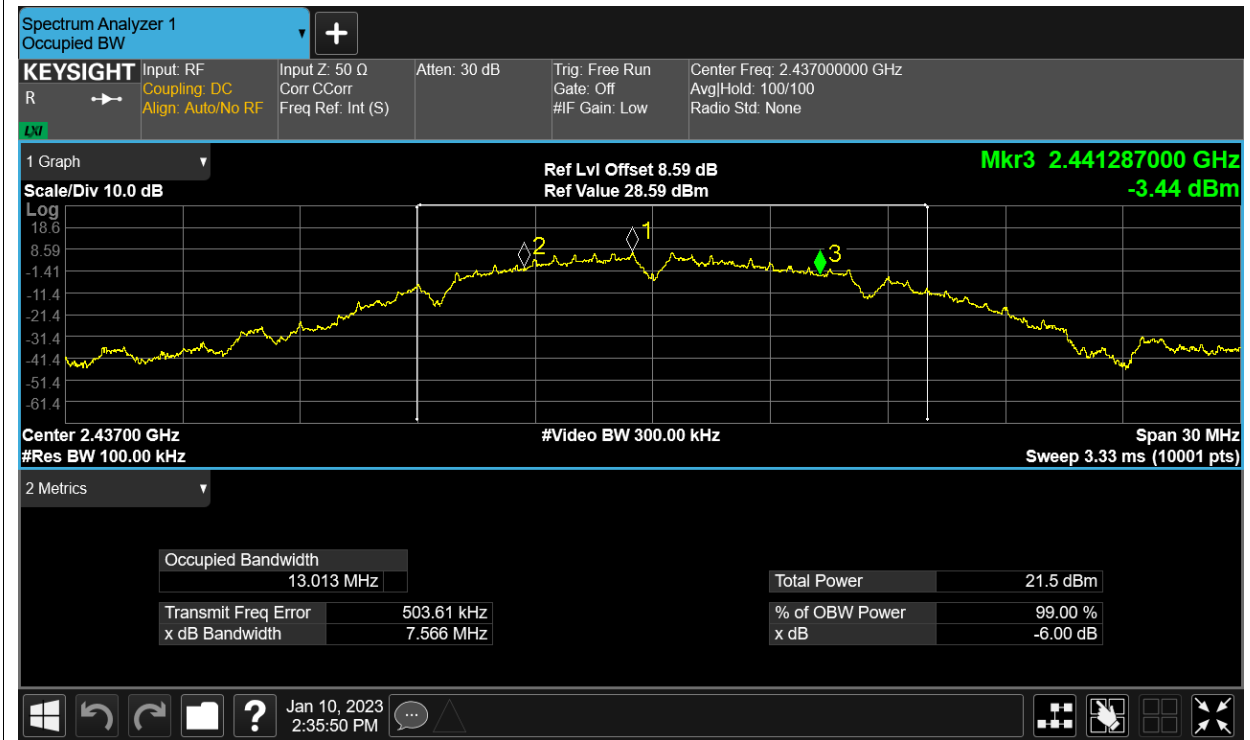 Spectrum Analyzer 1
Occupied BW
+
KEYSIGHT
R
LXI
Input: RF
Coupling: DC
Align: Auto/No RF
Input Z: 50 Ω
Corr CCorr
Freq Ref: Int (S)
Atten: 30 dB
Trig: Free Run
Gate: Off
#IF Gain: Low
Center Freq: 2.437000000 GHz
Avg|Hold: 100/100
Radio Std: None
1 Graph
Scale/Div 10.0 dB
Ref Lvl Offset 8.59 dB
Ref Value 28.59 dBm
Mkr3 2.441287000 GHz
-3.44 dBm
Log
18.6
8.59
-1.41
-11.4
-21.4
-31.4
-41.4
-51.4
-61.4
2
1
3
Center 2.43700 GHz
#Video BW 300.00 kHz
Span 30 MHz
#Res BW 100.00 kHz
Sweep 3.33 ms (10001 pts)
2 Metrics
Occupied Bandwidth
13.013 MHz
Total Power 21.5 dBm
Transmit Freq Error 503.61 kHz
% of OBW Power 99.00 %
x dB Bandwidth 7.566 MHz
x dB -6.00 dB
?
Jan 10, 2023
2:35:50 PM